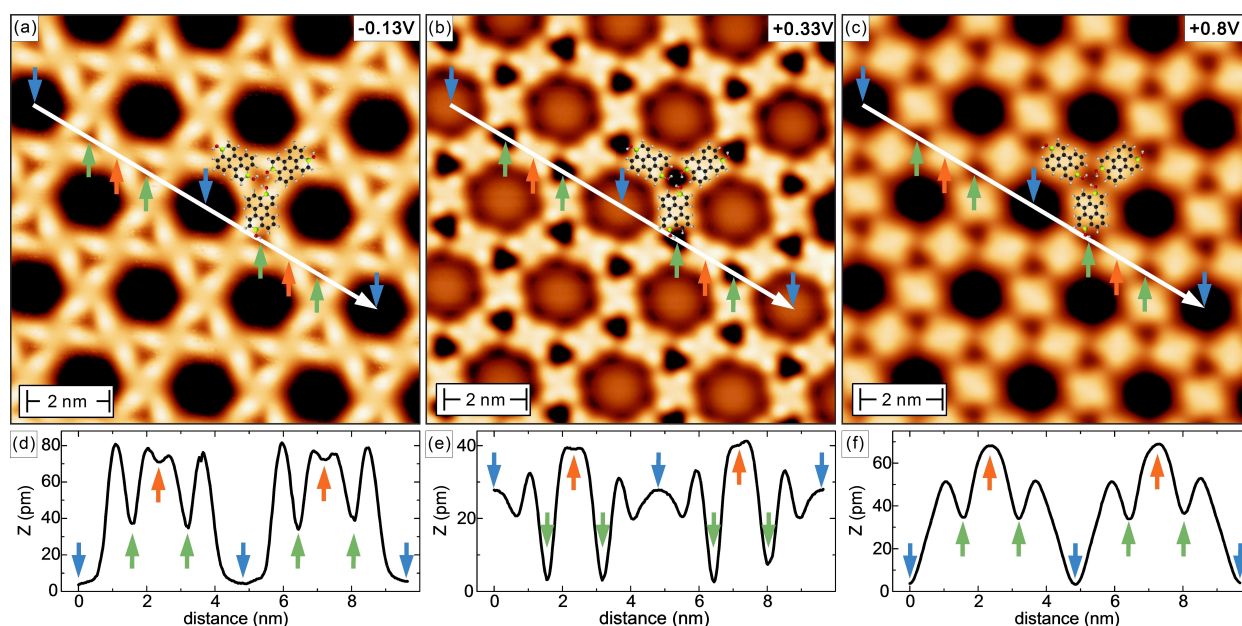 (a)
-0.13V
2 nm
(b)
+0.33V
2 nm
(c)
+0.8V
2 nm
(d)
80
60
40
20
0
Z (pm)
0 2 4 6 8
distance (nm)
(e)
40
20
0
Z (pm)
0 2 4 6 8
distance (nm)
(f)
60
40
20
0
Z (pm)
0 2 4 6 8
distance (nm)